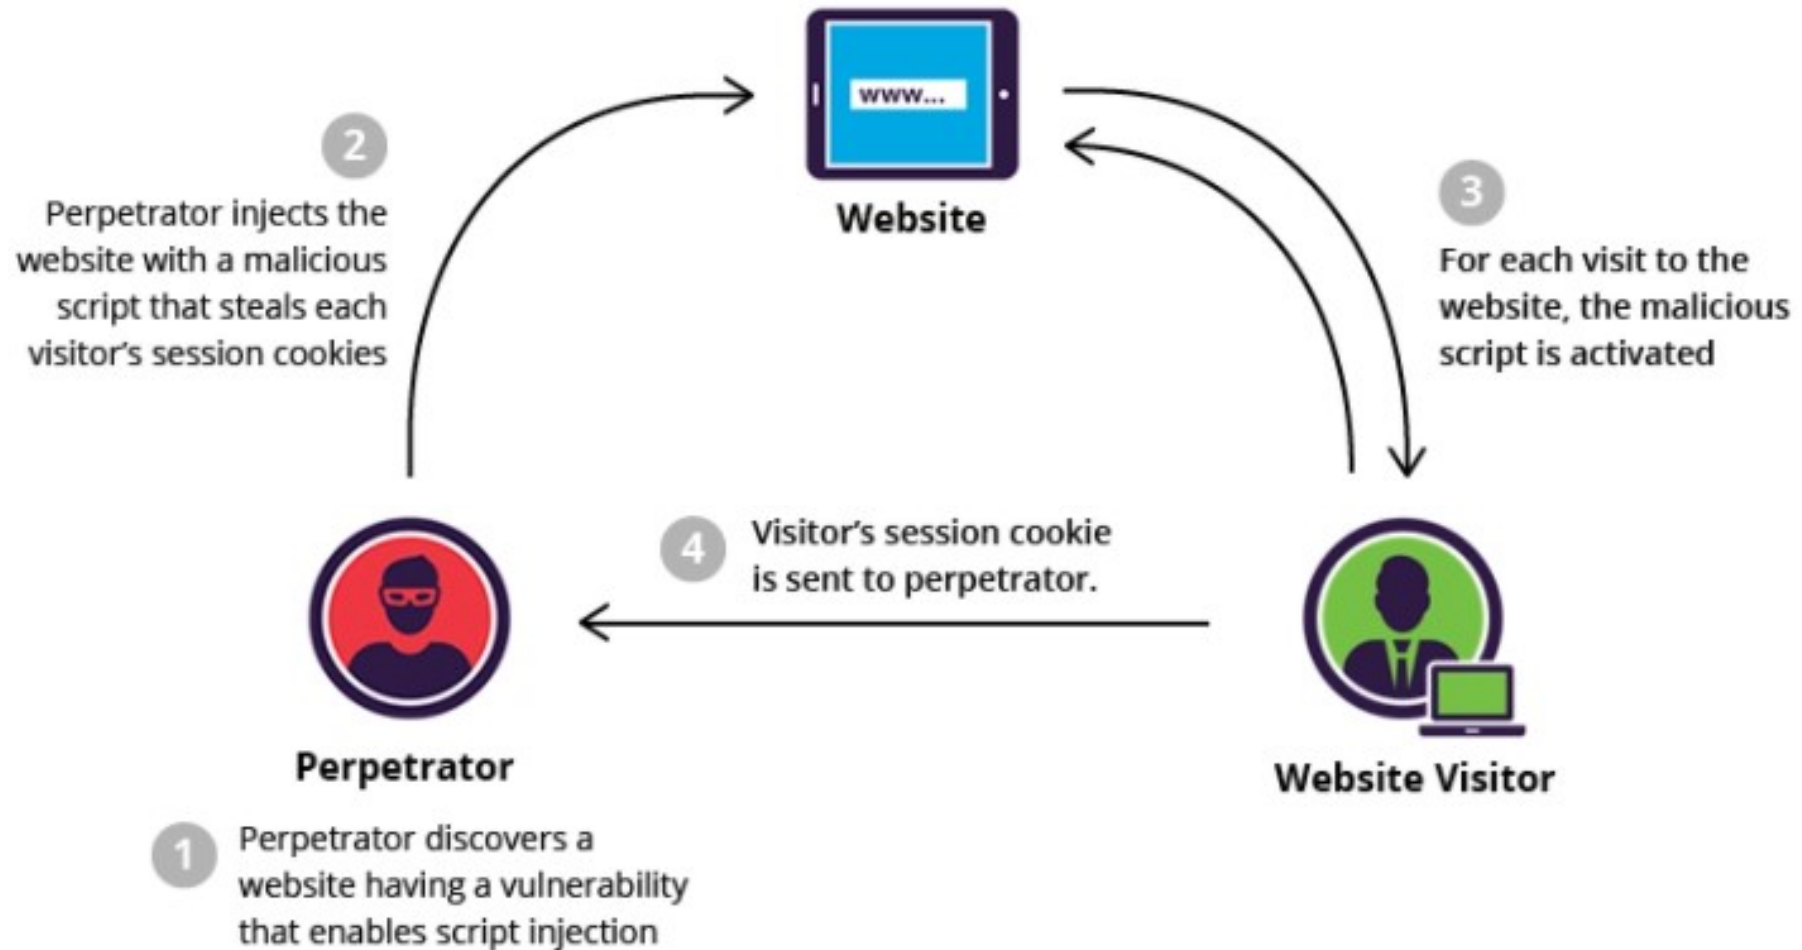 www...
Website
2
Perpetrator injects the
website with a malicious
script that steals each
visitor's session cookies
3
For each visit to the
website, the malicious
script is activated
4
Visitor's session cookie
is sent to perpetrator.
Perpetrator
Website Visitor
1
Perpetrator discovers a
website having a vulnerability
that enables script injection